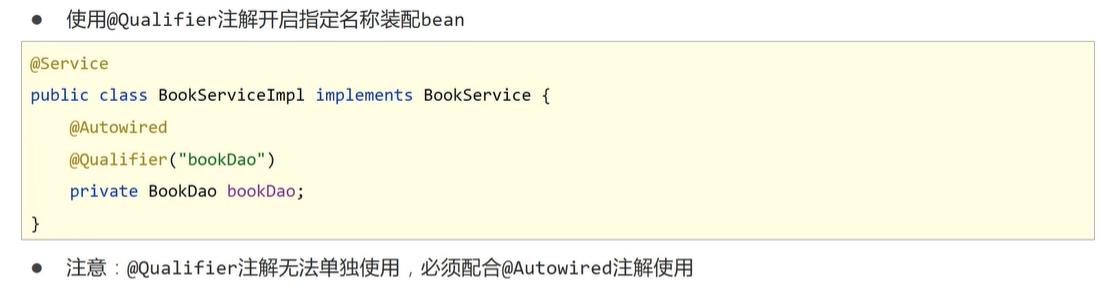 ● 使用@Qualifier注解开启指定名称装配bean
@Service
public class BookServiceImpl implements BookService {
    @Autowired
    @Qualifier("bookDao")
    private BookDao bookDao;
}
● 注意：@Qualifier注解无法单独使用，必须配合@Autowired注解使用